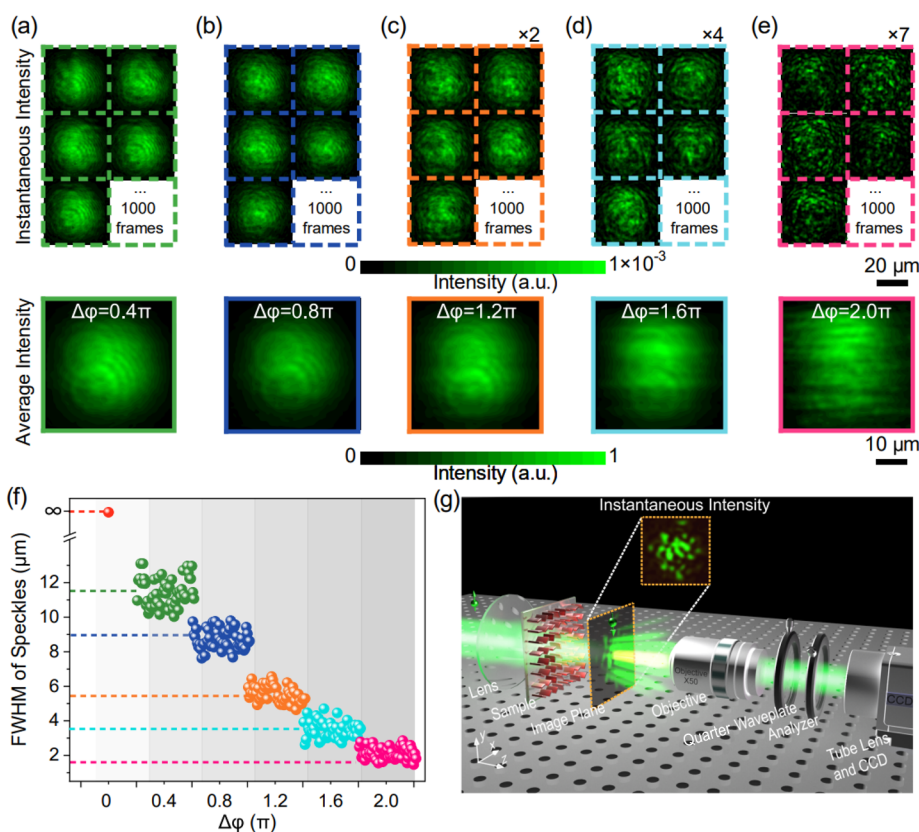 (a)
(b)
(c)
×2
(d)
×4
(e)
×7
Instantaneous Intensity
...
1000
frames
...
1000
frames
...
1000
frames
...
1000
frames
...
1000
frames
0
1×10⁻³
Intensity (a.u.)
20 µm
Average Intensity
Δφ=0.4π
Δφ=0.8π
Δφ=1.2π
Δφ=1.6π
Δφ=2.0π
0
1
Intensity (a.u.)
10 µm
(f)
FWHM of Speckles (µm)
∞
12
10
8
6
4
2
0
0.4
0.8
1.2
1.6
2.0
Δφ (π)
(g)
Instantaneous Intensity
Lens
Sample
Image Plane
Objective
X50
Objective
Quarter Waveplate
Analyzer
CCD
Tube Lens
and CCD
y
x
z